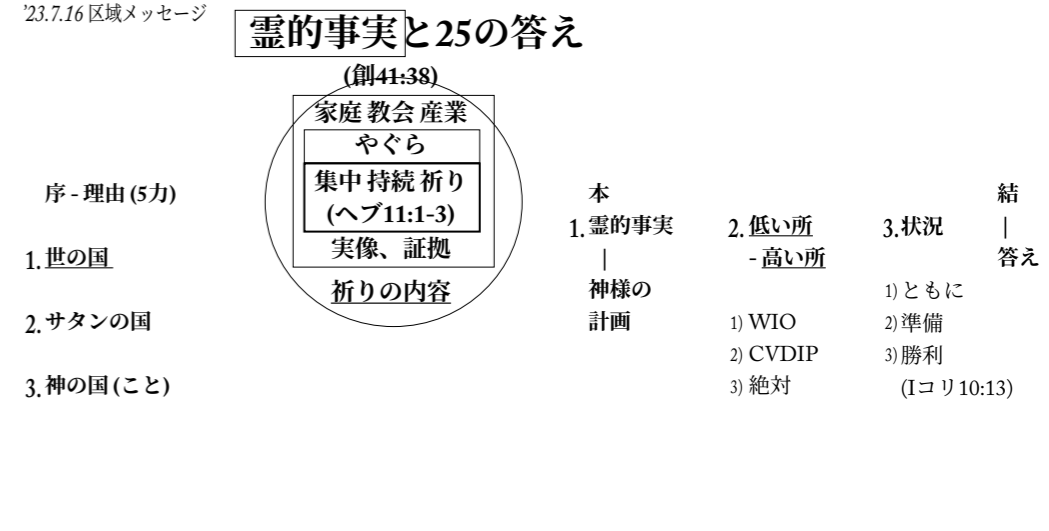 '23.7.16 区域メッセージ
霊的事実と25の答え
(創41:38)
家庭 教会 産業
やぐら
集中 持続 祈り
(ヘブ11:1-3)
実像、証拠
祈りの内容
序 - 理由 (5力)
1. 世の国
2. サタンの国
3. 神の国 (こと)
本
1. 霊的事実
|
神様の
計画
2. 低い所
- 高い所
1) WIO
2) CVDIP
3) 絶対
3. 状況
1) ともに
2) 準備
3) 勝利
(Iコリ10:13)
結
|
答え